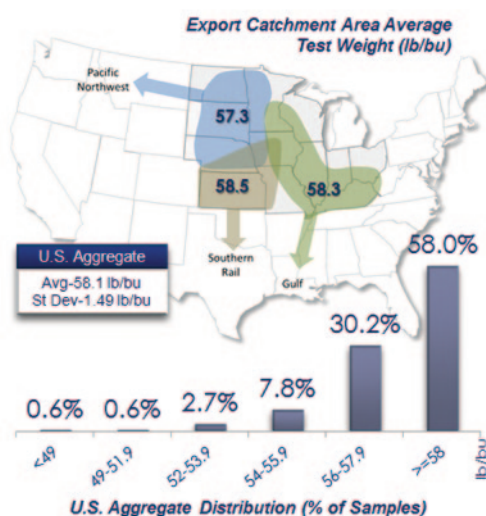 Export Catchment Area Average
Test Weight (lb/bu)
Pacific
Northwest
57.3
58.5
58.3
U.S. Aggregate
Avg-58.1 lb/bu
St Dev-1.49 lb/bu
Southern
Rail
Gulf
58.0%
30.2%
7.8%
2.7%
0.6%
0.6%
<49
49-51.9
52-53.9
54-55.9
56-57.9
>=58
lb/bu
U.S. Aggregate Distribution (% of Samples)